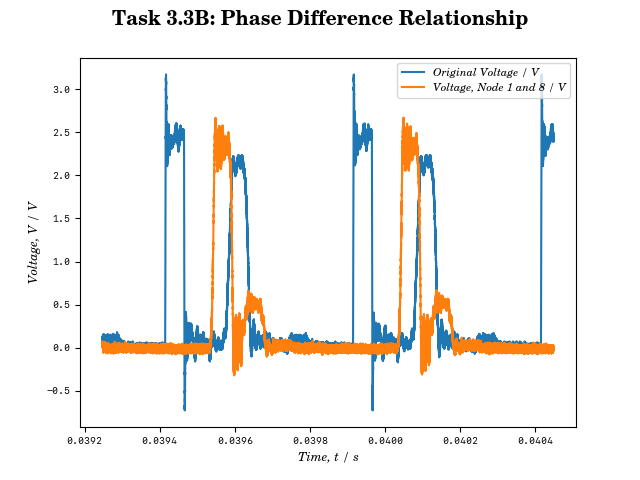 Task 3.3B: Phase Difference Relationship
Original Voltage / V
Voltage, Node 1 and 8 / V
Voltage, V / V
3.0
2.5
2.0
1.5
1.0
0.5
0.0
−0.5
0.0392 0.0394 0.0396 0.0398 0.0400 0.0402 0.0404
Time, t / s